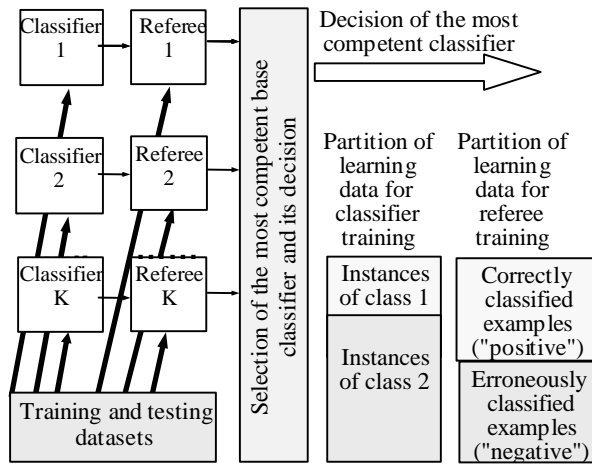 Classifier
1
Referee
1
Classifier
2
Referee
2
Classifier
K
Referee
K
Training and testing
datasets
Selection of the most competent base
classifier and its decision
Decision of the most
competent classifier
Partition of
learning
data for
classifier
training
Partition of
learning
data for
referee
training
Instances
of class 1
Instances
of class 2
Correctly
classified
examples
("positive")
Erroneously
classified
examples
("negative")